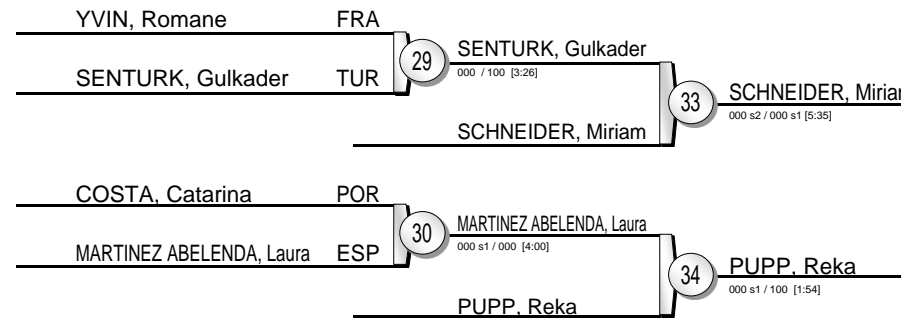 YVIN, Romane FRA
SENTURK, Gulkader TUR
29
SENTURK, Gulkader
000 / 100 [3:26]
SCHNEIDER, Miriam
33
SCHNEIDER, Miriam
000 s2 / 000 s1 [5:35]
COSTA, Catarina POR
MARTINEZ ABELENDA, Laura ESP
30
MARTINEZ ABELENDA, Laura
000 s1 / 000 [4:00]
PUPP, Reka
34
PUPP, Reka
000 s1 / 100 [1:54]